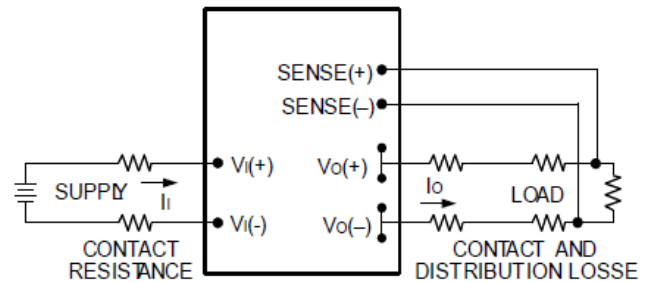 SENSE(+)
SENSE(–)
VI(+)
VO(+)
SUPPLY
II
IO
LOAD
VI(-)
VO(–)
CONTACT
RESISTANCE
CONTACT AND
DISTRIBUTION LOSSE